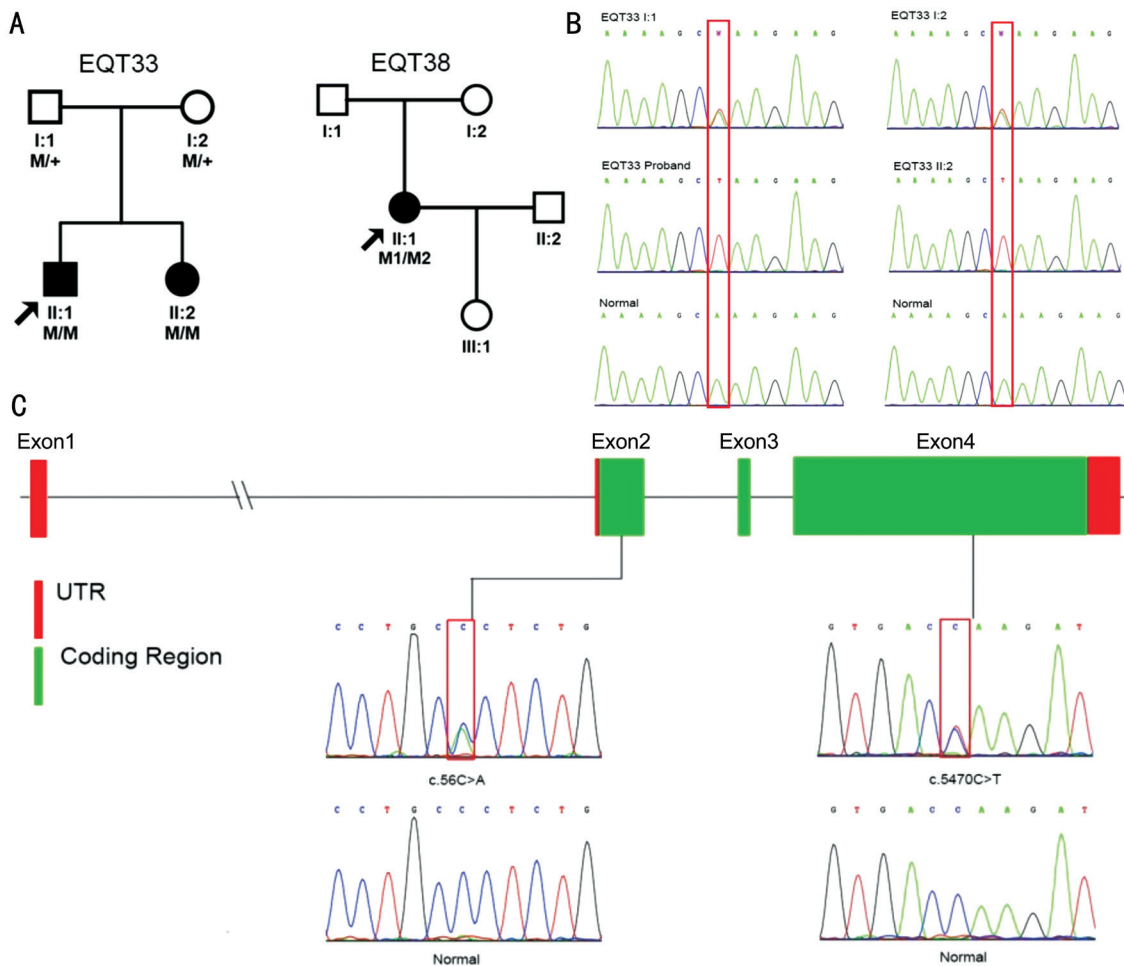 A
EQT33
I:1
M/+
I:2
M/+
II:1
M/M
II:2
M/M
EQT38
I:1
I:2
II:1
M1/M2
II:2
III:1
B
EQT33 I:1
A A A A G C W A A G A A G
EQT33 I:2
A A A A G C W A A G A A G
EQT33 Proband
A A A A G C T A A G A A G
EQT33 II:2
A A A A G C T A A G A A G
Normal
A A A A G C A A A G A A G
Normal
A A A A G C A A A G A A G
C
Exon1
Exon2
Exon3
Exon4
UTR
Coding Region
C C T G C C C T C T G
c.56C>A
C C T G C C C T C T G
Normal
G T G A C C A A G A T
c.5470C>T
G T G A C C A A G A T
Normal